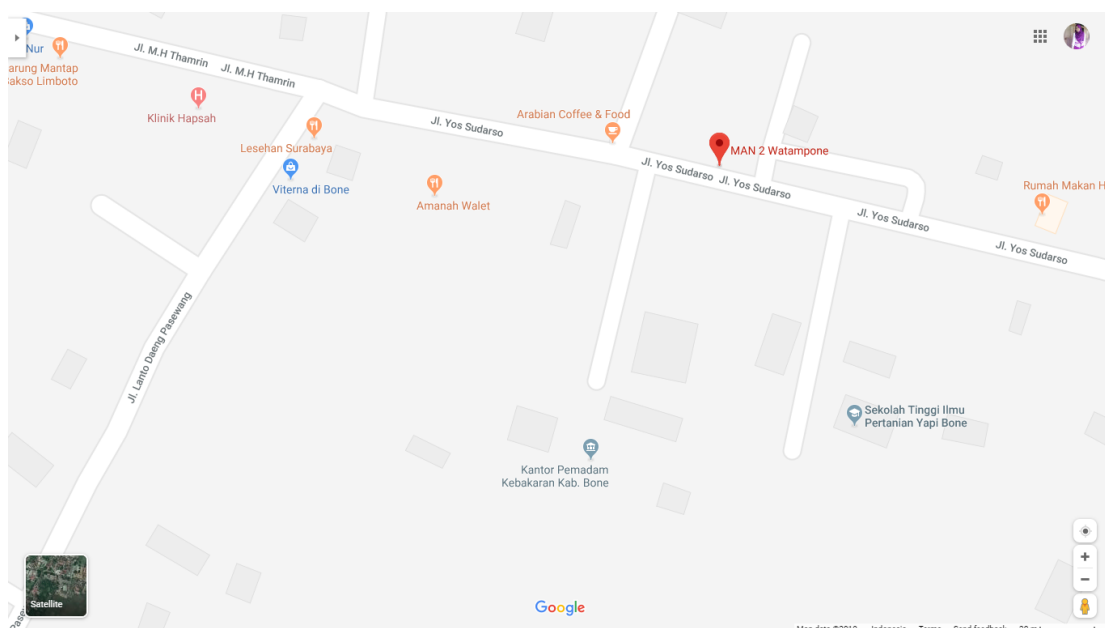 Nur
arung Mantap
Bakso Limboto
Jl. M.H Thamrin
Jl. M.H Thamrin
Klinik Hapsah
Lesehan Surabaya
Viterna di Bone
Jl. Yos Sudarso
Arabian Coffee & Food
Amanah Walet
MAN 2 Watampone
Jl. Yos Sudarso
Jl. Yos Sudarso
Rumah Makan H
Jl. Yos Sudarso
Jl. Yos Sudarso
Jl. Lanto Daeng Pasewang
Sekolah Tinggi Ilmu
Pertanian Yapi Bone
Kantor Pemadam
Kebakaran Kab. Bone
Satellite
Google